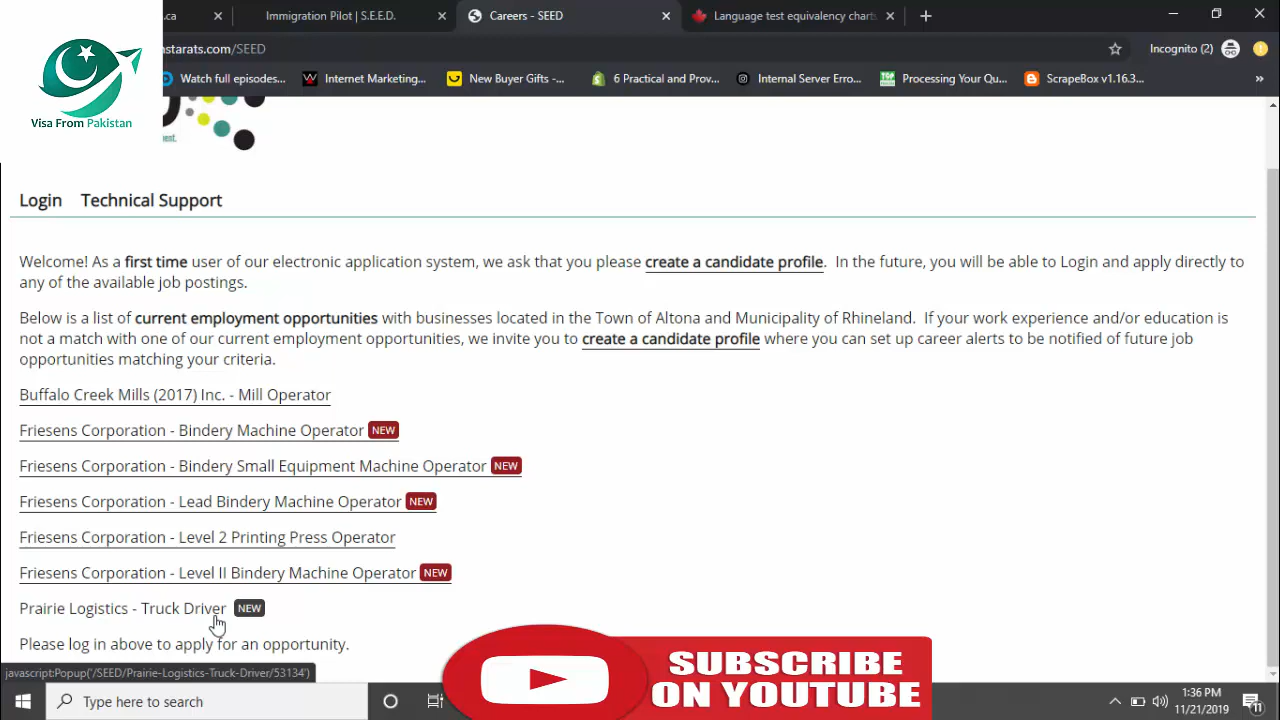 .ca
Immigration Pilot | S.E.E.D.
Careers - SEED
Language test equivalency charts
nstarats.com/SEED
Incognito (2)
Watch full episodes...
Internet Marketing...
New Buyer Gifts -...
6 Practical and Prov...
Internal Server Erro...
Processing Your Qu...
ScrapeBox v1.16.3...
Visa From Pakistan
Login
Technical Support
Welcome! As a first time user of our electronic application system, we ask that you please create a candidate profile. In the future, you will be able to Login and apply directly to
any of the available job postings.
Below is a list of current employment opportunities with businesses located in the Town of Altona and Municipality of Rhineland. If your work experience and/or education is
not a match with one of our current employment opportunities, we invite you to create a candidate profile where you can set up career alerts to be notified of future job
opportunities matching your criteria.
Buffalo Creek Mills (2017) Inc. - Mill Operator
Friesens Corporation - Bindery Machine Operator NEW
Friesens Corporation - Bindery Small Equipment Machine Operator NEW
Friesens Corporation - Lead Bindery Machine Operator NEW
Friesens Corporation - Level 2 Printing Press Operator
Friesens Corporation - Level II Bindery Machine Operator NEW
Prairie Logistics - Truck Driver NEW
Please log in above to apply for an opportunity.
javascript:Popup('/SEED/Prairie-Logistics-Truck-Driver/53134')
SUBSCRIBE
ON YOUTUBE
Type here to search
1:36 PM
11/21/2019
11